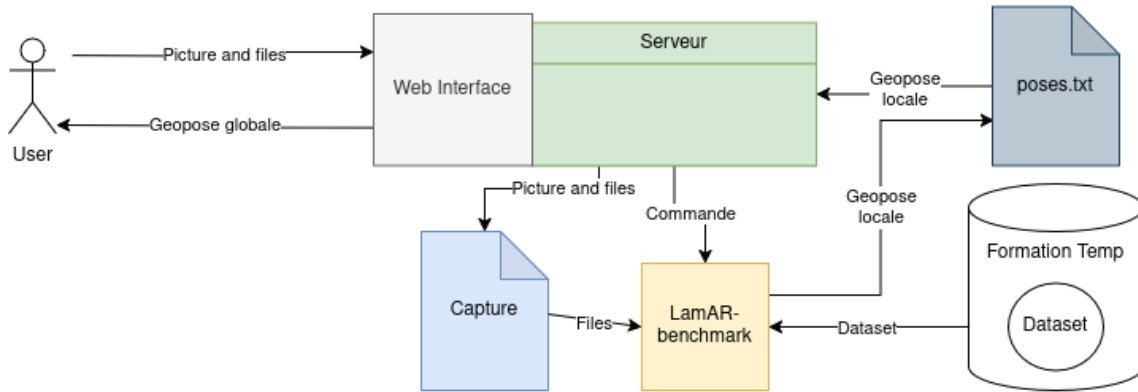 Picture and files
Serveur
Web Interface
Geopose
locale
poses.txt
Geopose globale
User
Picture and files
Commande
Geopose
locale
Formation Temp
Capture
Files
LamAR-
benchmark
Dataset
Dataset